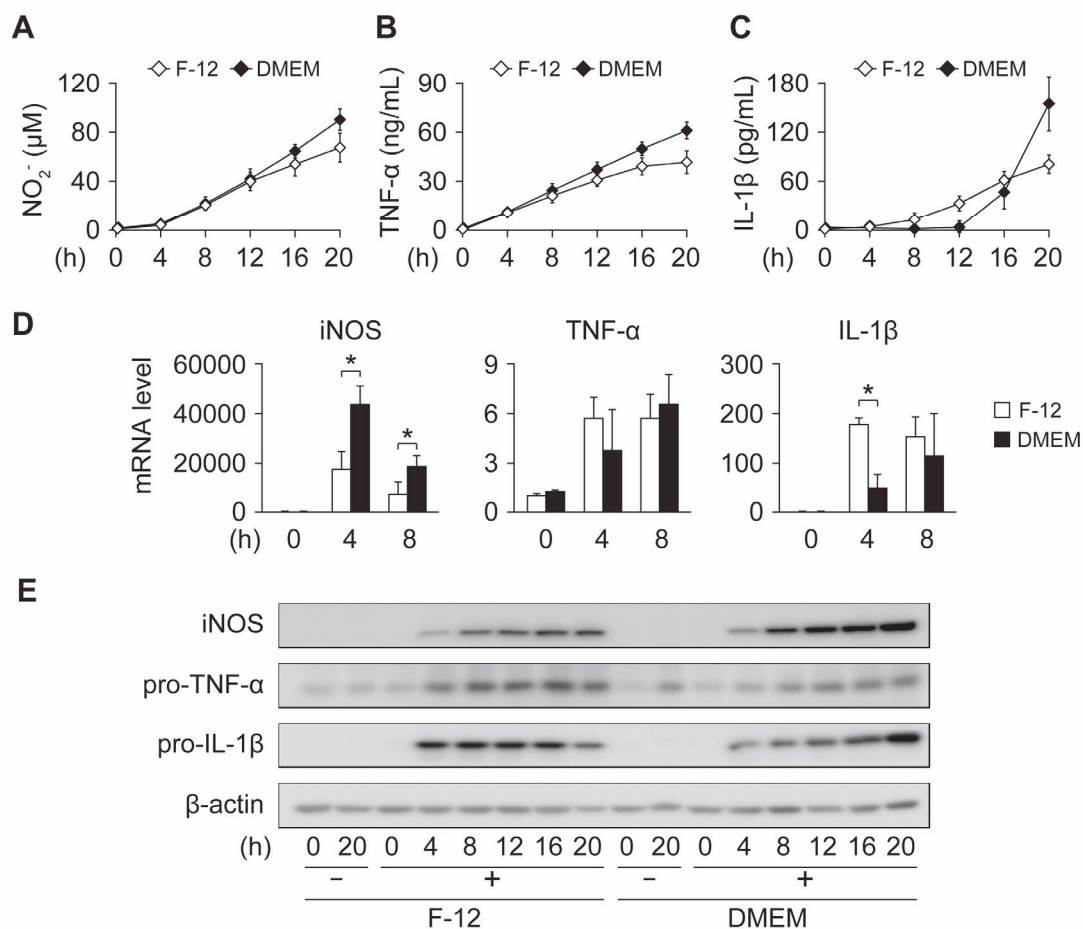 A
F-12 DMEM
NO2- (μM)
120
80
40
0
(h) 0 4 8 12 16 20
B
F-12 DMEM
TNF-α (ng/mL)
90
60
30
0
0 4 8 12 16 20
C
F-12 DMEM
IL-1β (pg/mL)
180
120
60
0
0 4 8 12 16 20
D
iNOS
mRNA level
60000
40000
20000
0
*
*
(h) 0 4 8
TNF-α
9
6
3
0
0 4 8
IL-1β
300
200
100
0
*
0 4 8
F-12
DMEM
E
iNOS
pro-TNF-α
pro-IL-1β
β-actin
(h) 0 20 0 4 8 12 16 20 0 20 0 4 8 12 16 20
− + − +
F-12 DMEM